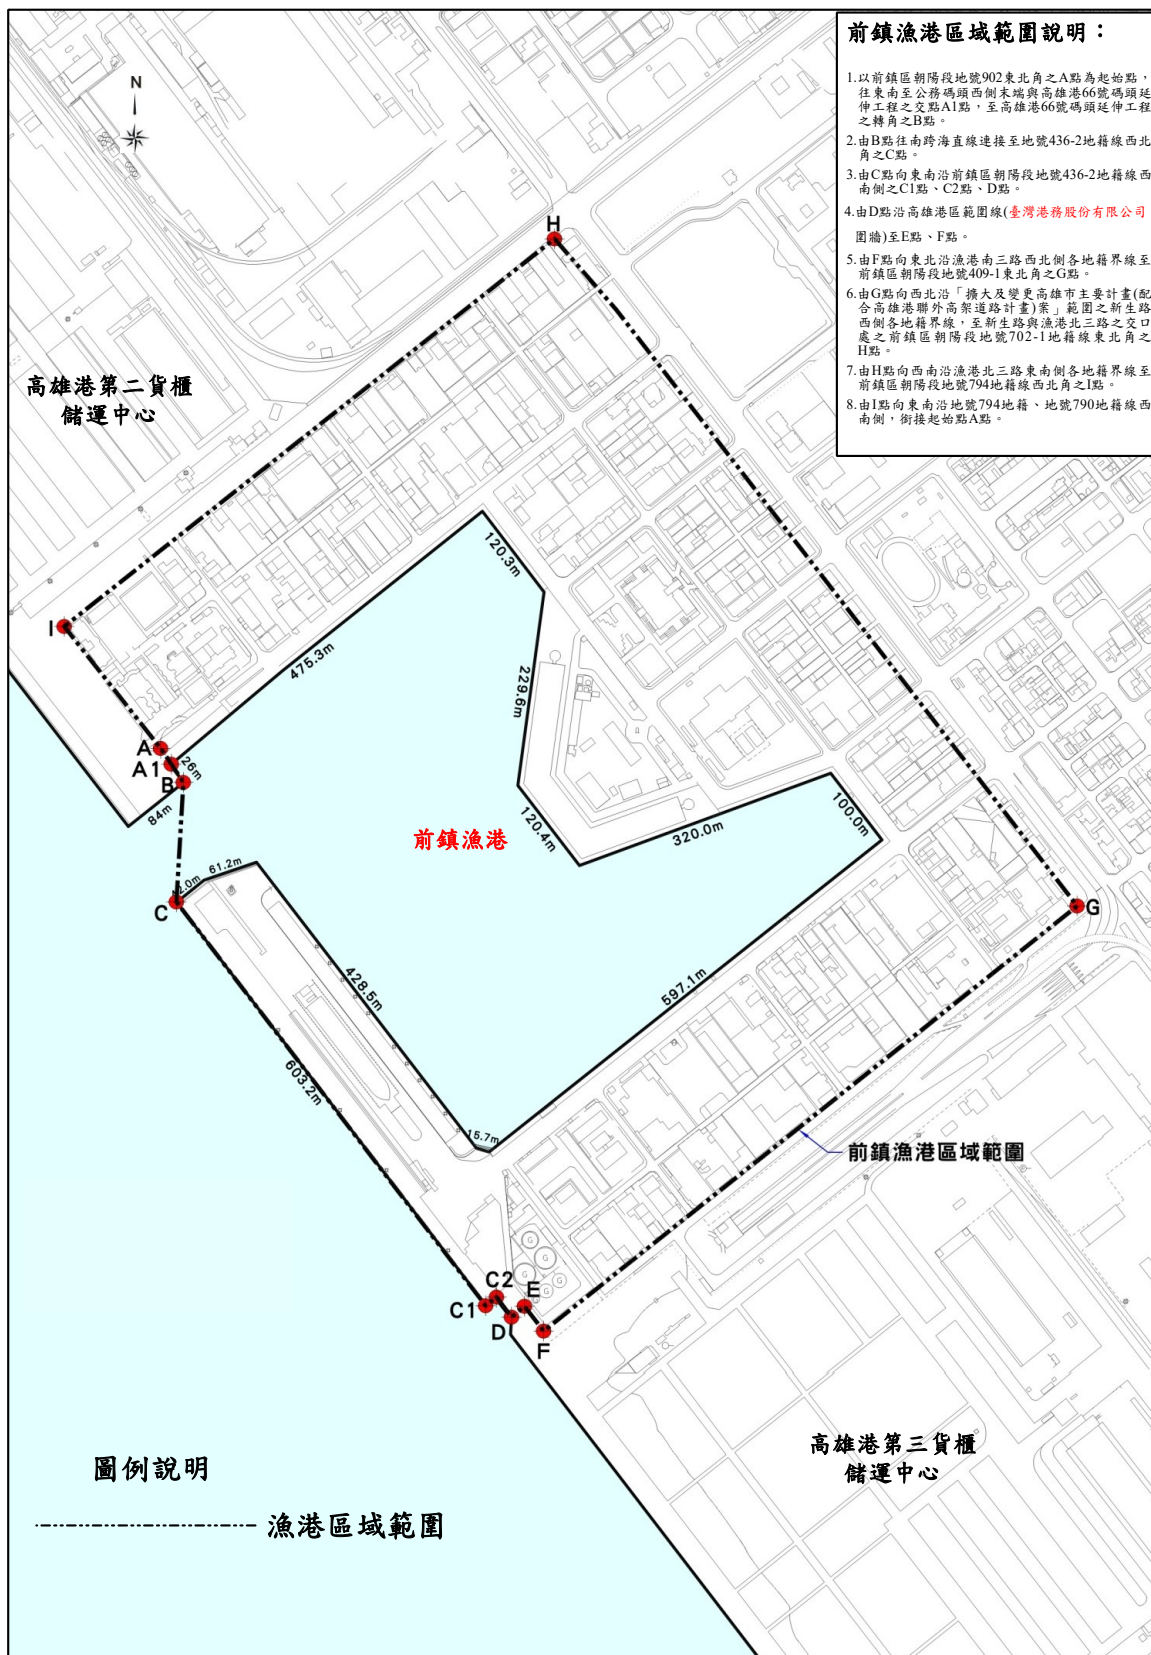 前鎮漁港區域範圍說明：
1.以前鎮區朝陽段地號902東北角之A點為起始點，
往東南至公務碼頭西側末端與高雄港66號碼頭延
伸工程之交點A1點，至高雄港66號碼頭延伸工程
之轉角之B點。
2.由B點往南跨海直線連接至地號436-2地籍線西北
角之C點。
3.由C點向東南沿前鎮區朝陽段地號436-2地籍線西
南側之C1點、C2點、D點。
4.由D點沿高雄港區範圍線(臺灣港務股份有限公司
圍牆)至E點、F點。
5.由F點向東北沿漁港南三路西北側各地籍界線至
前鎮區朝陽段地號409-1東北角之G點。
6.由G點向西北沿「擴大及變更高雄市主要計畫(配
合高雄港聯外高架道路計畫)案」範圍之新生路
西側各地籍界線，至新生路與漁港北三路之交口
處之前鎮區朝陽段地號702-1地籍線東北角之
H點。
7.由H點向西南沿漁港北三路東南側各地籍界線至
前鎮區朝陽段地號794地籍線西北角之I點。
8.由I點向東南沿地號794地籍、地號790地籍線西
南側，銜接起始點A點。
N
H
高雄港第二貨櫃
儲運中心
120.3m
I
475.3m
229.6m
A
A1
26m
B
84m
前鎮漁港
120.4m
320.0m
100.0m
61.2m
42.0m
C
G
428.5m
597.1m
603.2m
15.7m
前鎮漁港區域範圍
G
G
G
G
G
G
C2
E
C1
D
F
高雄港第三貨櫃
儲運中心
圖例說明
漁港區域範圍